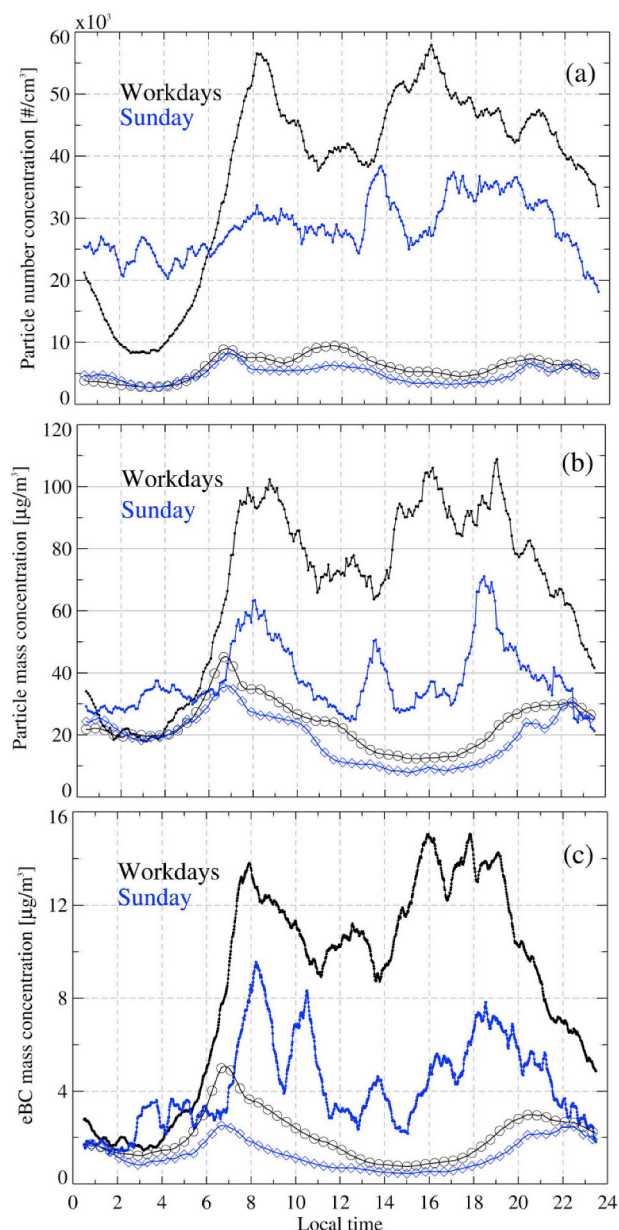 x10³
60
50
40
30
20
10
0
Particle number concentration [#/cm³]
Workdays
Sunday
(a)
120
100
80
60
40
20
0
Particle mass concentration [µg/m³]
Workdays
Sunday
(b)
16
12
8
4
0
eBC mass concentration [µg/m³]
Workdays
Sunday
(c)
0 2 4 6 8 10 12 14 16 18 20 22 24
Local time